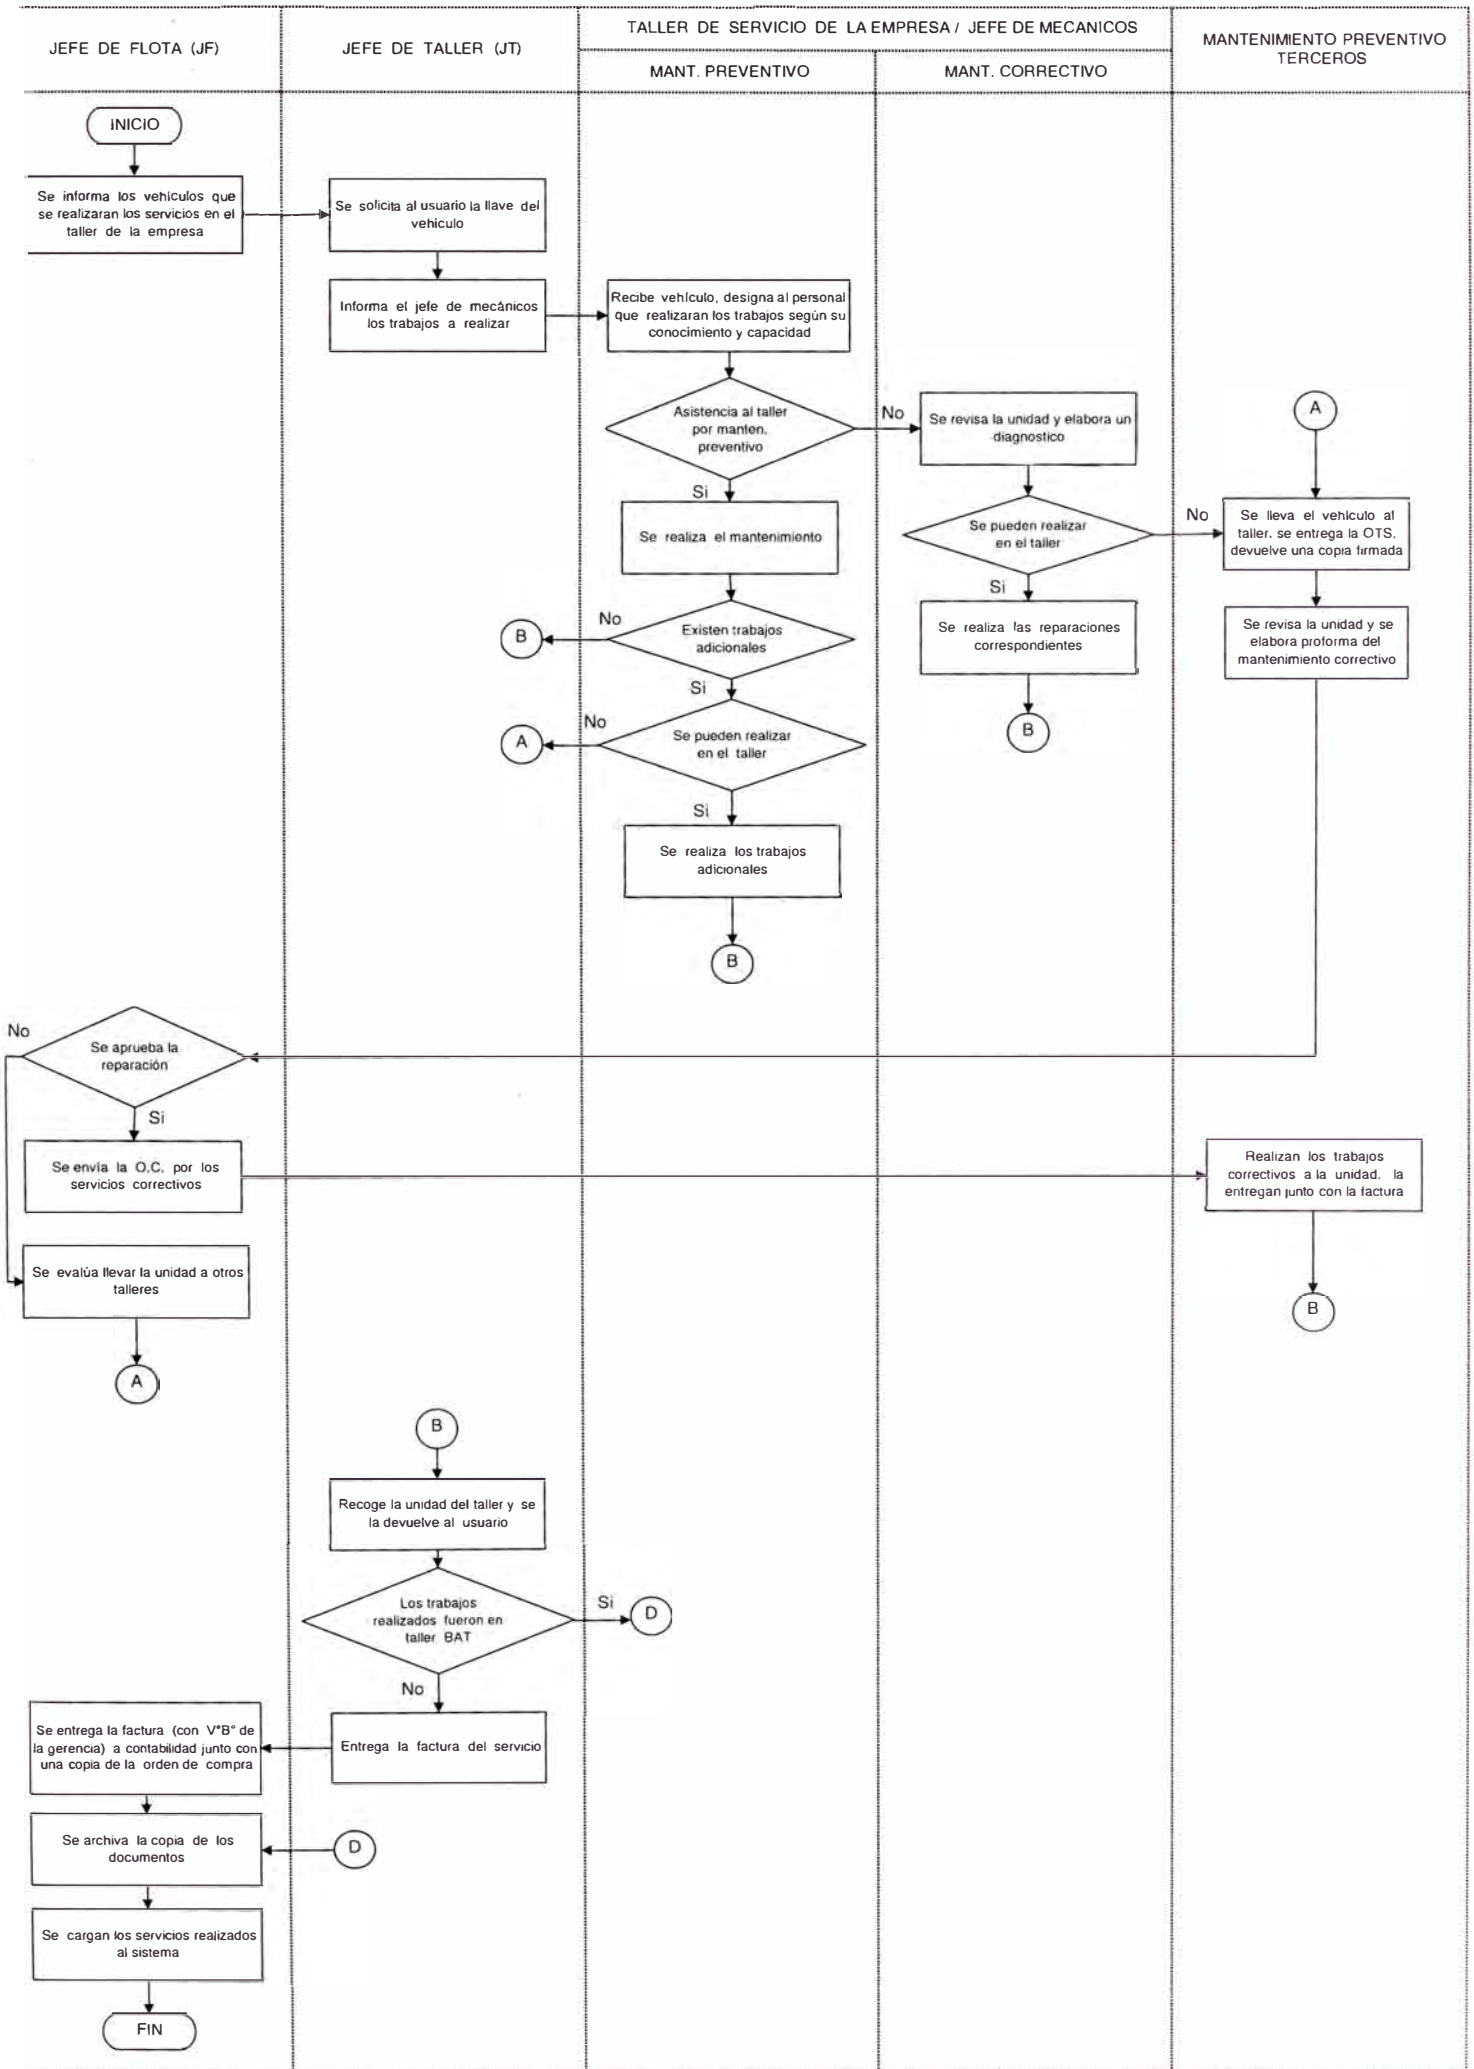 TALLER DE SERVICIO DE LA EMPRESA / JEFE DE MECANICOS
JEFE DE FLOTA (JF)
JEFE DE TALLER (JT)
MANT. PREVENTIVO
MANT. CORRECTIVO
MANTENIMIENTO PREVENTIVO
TERCEROS
INICIO
Se informa los vehículos que
se realizaran los servicios en el
taller de la empresa
Se solicita al usuario la llave del
vehiculo
Informa el jefe de mecánicos
los trabajos a realizar
Recibe vehículo, designa al personal
que realizaran los trabajos según su
conocimiento y capacidad
Asistencia al taller
por manten.
preventivo
No
Se revisa la unidad y elabora un
diagnostico
A
Si
Se realiza el mantenimiento
Se pueden realizar
en el taller
No
Se lleva el vehículo al
taller. se entrega la OTS,
devuelve una copia firmada
Si
B
No
Existen trabajos
adicionales
Se realiza las reparaciones
correspondientes
Se revisa la unidad y se
elabora proforma del
mantenimiento correctivo
Si
A
No
Se pueden realizar
en el taller
B
Si
Se realiza los trabajos
adicionales
B
No
Se aprueba la
reparación
Si
Se envía la O.C. por los
servicios correctivos
Realizan los trabajos
correctivos a la unidad. la
entregan junto con la factura
Se evalúa llevar la unidad a otros
talleres
B
A
B
Recoge la unidad del taller y se
la devuelve al usuario
Los trabajos
realizados fueron en
taller BAT
Si
D
No
Se entrega la factura (con V°B° de
la gerencia) a contabilidad junto con
una copia de la orden de compra
Entrega la factura del servicio
Se archiva la copia de los
documentos
D
Se cargan los servicios realizados
al sistema
FIN